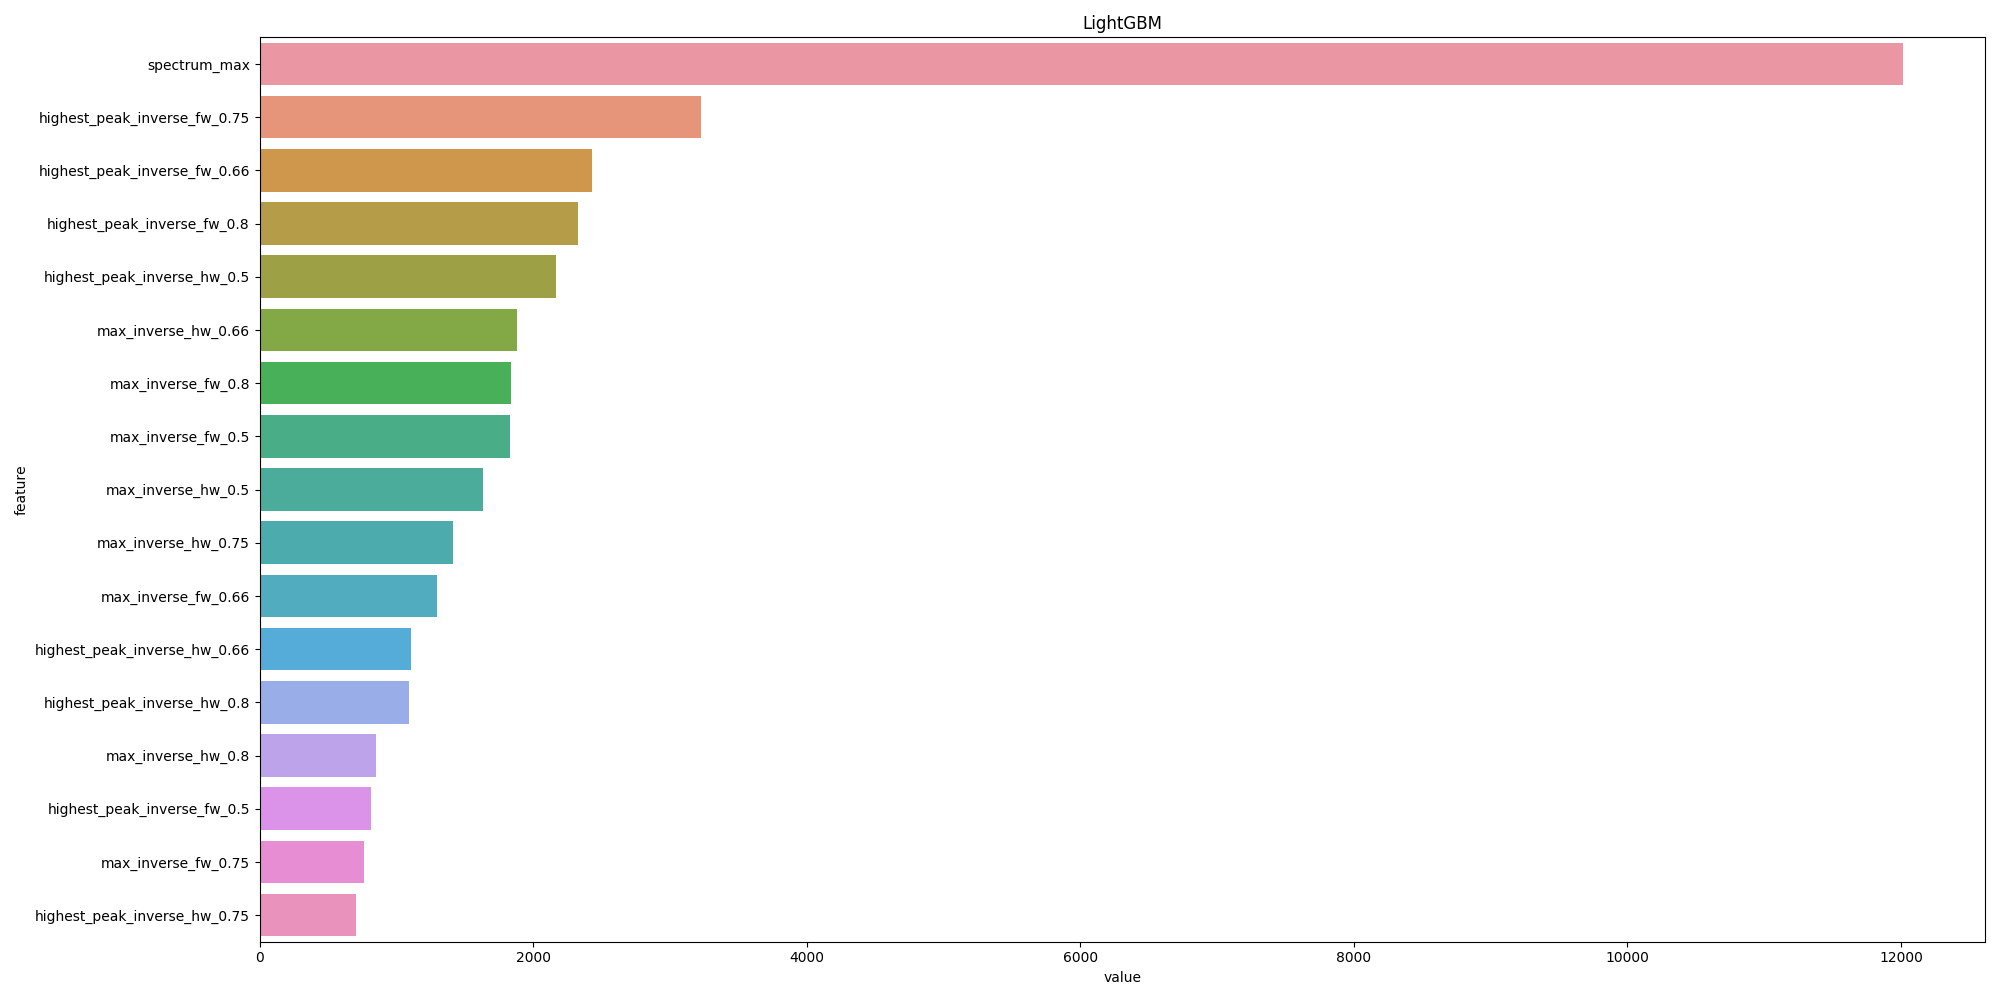 LightGBM
spectrum_max
highest_peak_inverse_fw_0.75
highest_peak_inverse_fw_0.66
highest_peak_inverse_fw_0.8
highest_peak_inverse_hw_0.5
max_inverse_hw_0.66
max_inverse_fw_0.8
max_inverse_fw_0.5
max_inverse_hw_0.5
max_inverse_hw_0.75
max_inverse_fw_0.66
highest_peak_inverse_hw_0.66
highest_peak_inverse_hw_0.8
max_inverse_hw_0.8
highest_peak_inverse_fw_0.5
max_inverse_fw_0.75
highest_peak_inverse_hw_0.75
feature
0 2000 4000 6000 8000 10000 12000
value